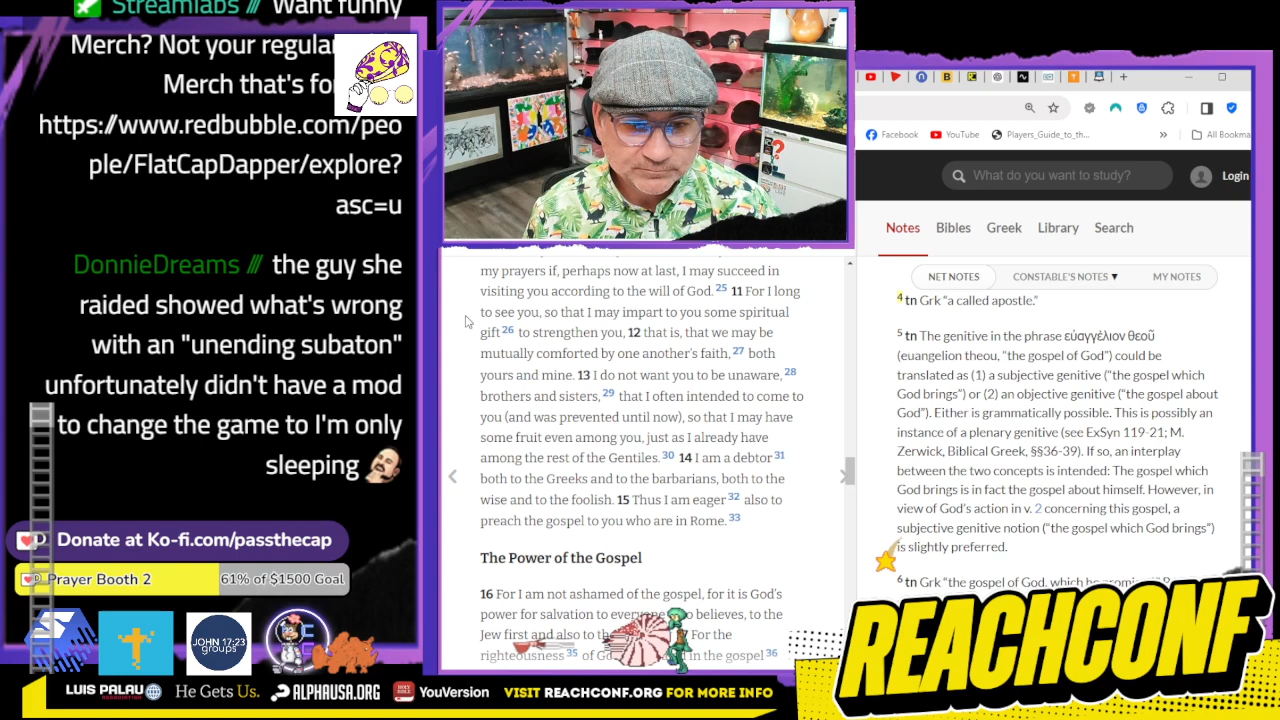 Streamlabs /// Want funny
Merch? Not your regular
Merch that's for
https://www.redbubble.com/peo
ple/FlatCapDapper/explore?
asc=u
DonnieDreams /// the guy she
raided showed what's wrong
with an "unending subaton"
unfortunately didn't have a mod
to change the game to I'm only
sleeping
Donate at Ko-fi.com/passthecap
Prayer Booth 2 61% of $1500 Goal
JOHN 17:23
groups
my prayers if, perhaps now at last, I may succeed in
visiting you according to the will of God. 25 11 For I long
to see you, so that I may impart to you some spiritual
gift 26 to strengthen you, 12 that is, that we may be
mutually comforted by one another's faith, 27 both
yours and mine. 13 I do not want you to be unaware, 28
brothers and sisters, 29 that I often intended to come to
you (and was prevented until now), so that I may have
some fruit even among you, just as I already have
among the rest of the Gentiles. 30 14 I am a debtor 31
both to the Greeks and to the barbarians, both to the
wise and to the foolish. 15 Thus I am eager 32 also to
preach the gospel to you who are in Rome. 33
The Power of the Gospel
16 For I am not ashamed of the gospel, for it is God's
power for salvation to believes, to the
Jew first and also to For the
righteousness 35 of in the gospel 36
Facebook YouTube Players_Guide_to_th... » All Bookma
What do you want to study? Login
Notes Bibles Greek Library Search
NET NOTES CONSTABLE'S NOTES ▼ MY NOTES
4 tn Grk "a called apostle."
5 tn The genitive in the phrase εὐαγγέλιον θεοῦ
(euangelion theou, "the gospel of God") could be
translated as (1) a subjective genitive ("the gospel which
God brings") or (2) an objective genitive ("the gospel about
God"). Either is grammatically possible. This is possibly an
instance of a plenary genitive (see ExSyn 119-21; M.
Zerwick, Biblical Greek, §§36-39). If so, an interplay
between the two concepts is intended: The gospel which
God brings is in fact the gospel about himself. However, in
view of God's action in v. 2 concerning this gospel, a
subjective genitive notion ("the gospel which God brings")
is slightly preferred.
6 tn Grk "the gospel of God, which he
REACHCONF
LUIS PALAU He Gets Us. ALPHAUSA.ORG HOLY BIBLE YouVersion VISIT REACHCONF.ORG FOR MORE INFO